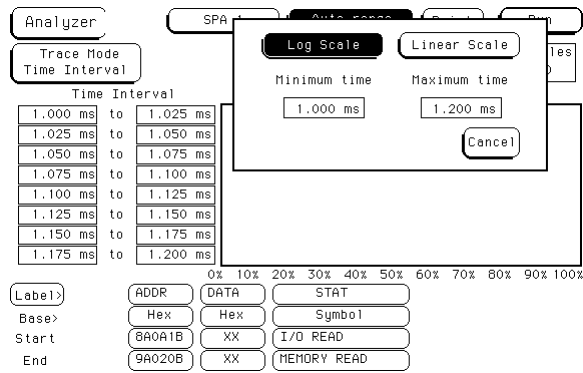 Analyzer SPA
Trace Mode
Time Interval
Log Scale Linear Scale
Minimum time Maximum time
1.000 ms 1.200 ms
Cancel
Time Interval
1.000 ms to 1.025 ms
1.025 ms to 1.050 ms
1.050 ms to 1.075 ms
1.075 ms to 1.100 ms
1.100 ms to 1.125 ms
1.125 ms to 1.150 ms
1.150 ms to 1.175 ms
1.175 ms to 1.200 ms
0% 10% 20% 30% 40% 50% 60% 70% 80% 90% 100%
Label> ADDR DATA STAT
Base> Hex Hex Symbol
Start 8A0A1B XX I/O READ
End 9A020B XX MEMORY READ